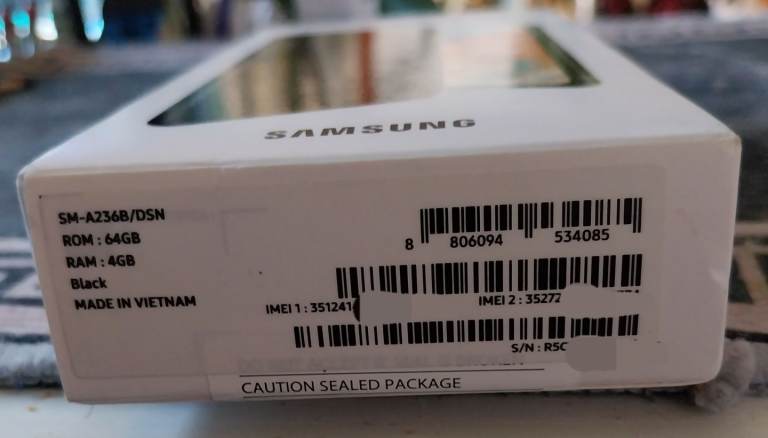 SAMSUNG
SM-A236B/DSN
ROM : 64GB
RAM : 4GB
Black
MADE IN VIETNAM
8 806094 534085
IMEI 1 : 351241 IMEI 2 : 35272
S/N : R5C
CAUTION SEALED PACKAGE